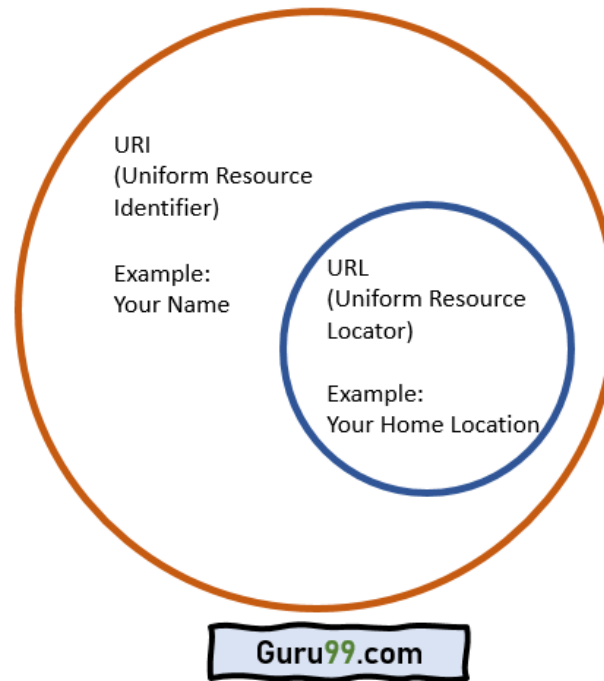 URI
(Uniform Resource
Identifier)
Example:
Your Name
URL
(Uniform Resource
Locator)
Example:
Your Home Location
Guru99.com